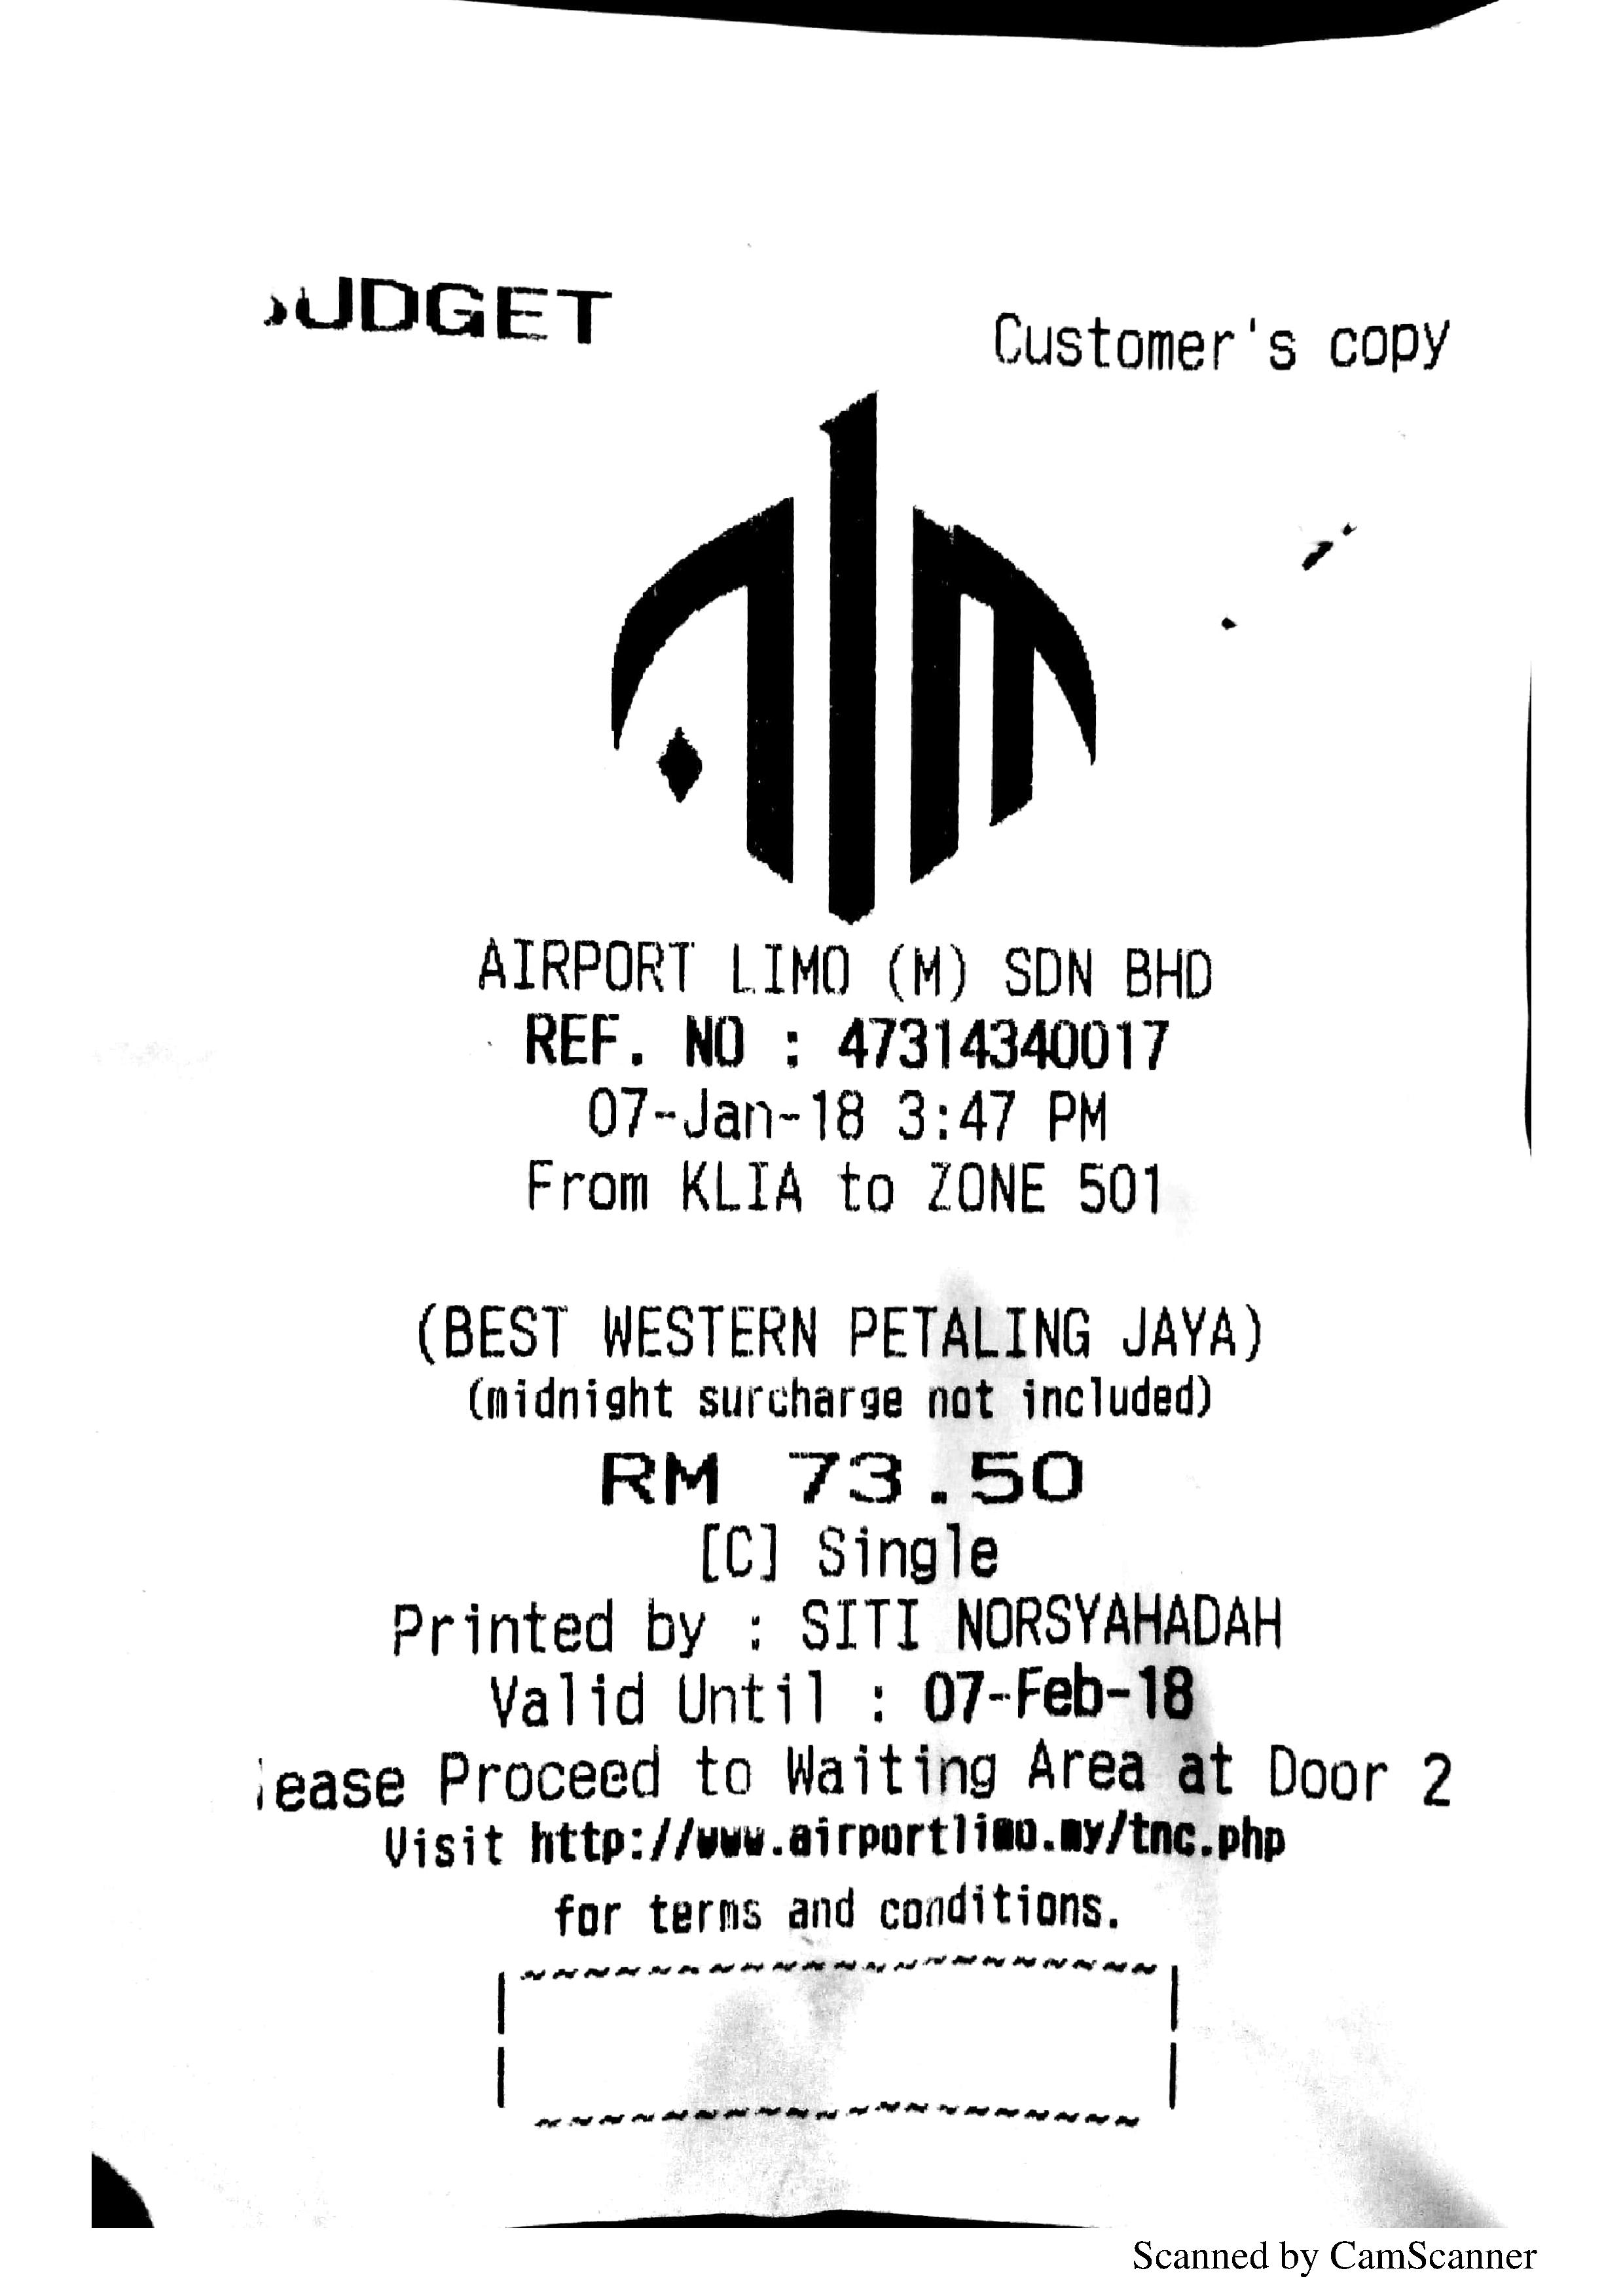 BUDGET
Customer's copy
AIRPORT LIMO (M) SDN BHD
REF. NO : 47314340017
07-Jan-18 3:47 PM
From KLIA to ZONE 501
(BEST WESTERN PETALING JAYA)
(midnight surcharge not included)
RM 73.50
[C] Single
Printed by : SITI NORSYAHADAH
Valid Until : 07-Feb-18
lease Proceed to Waiting Area at Door 2
Visit http://www.airportlimo.my/tnc.php
for terms and conditions.
Scanned by CamScanner